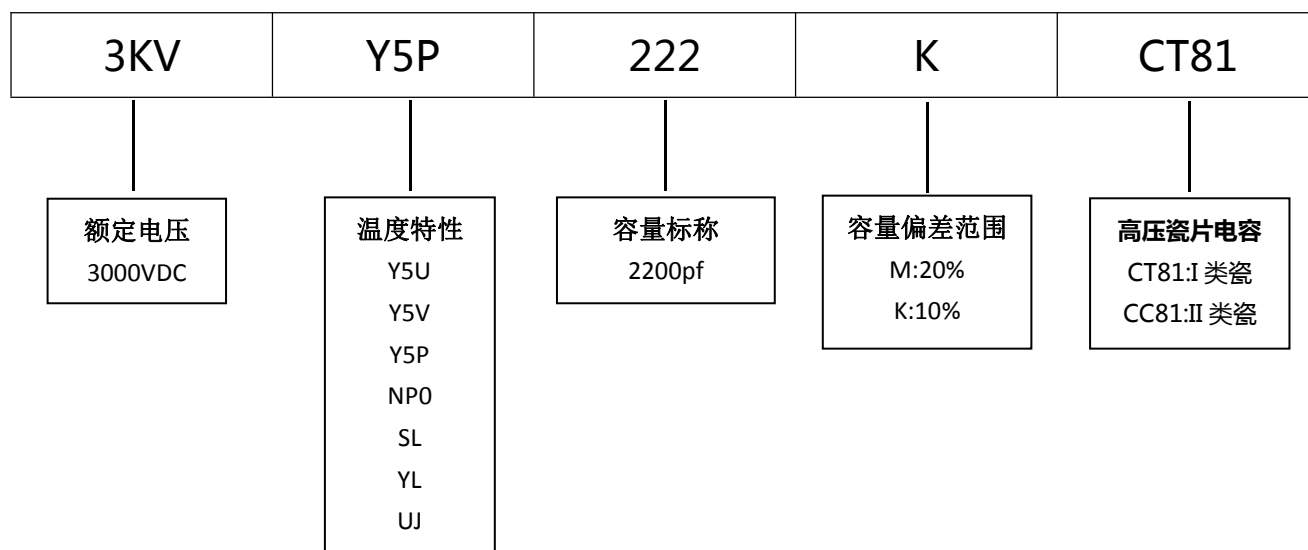 3KV Y5P 222 K CT81
额定电压
3000VDC
温度特性
Y5U
Y5V
Y5P
NP0
SL
YL
UJ
容量标称
2200pf
容量偏差范围
M:20%
K:10%
高压瓷片电容
CT81:I 类瓷
CC81:II 类瓷